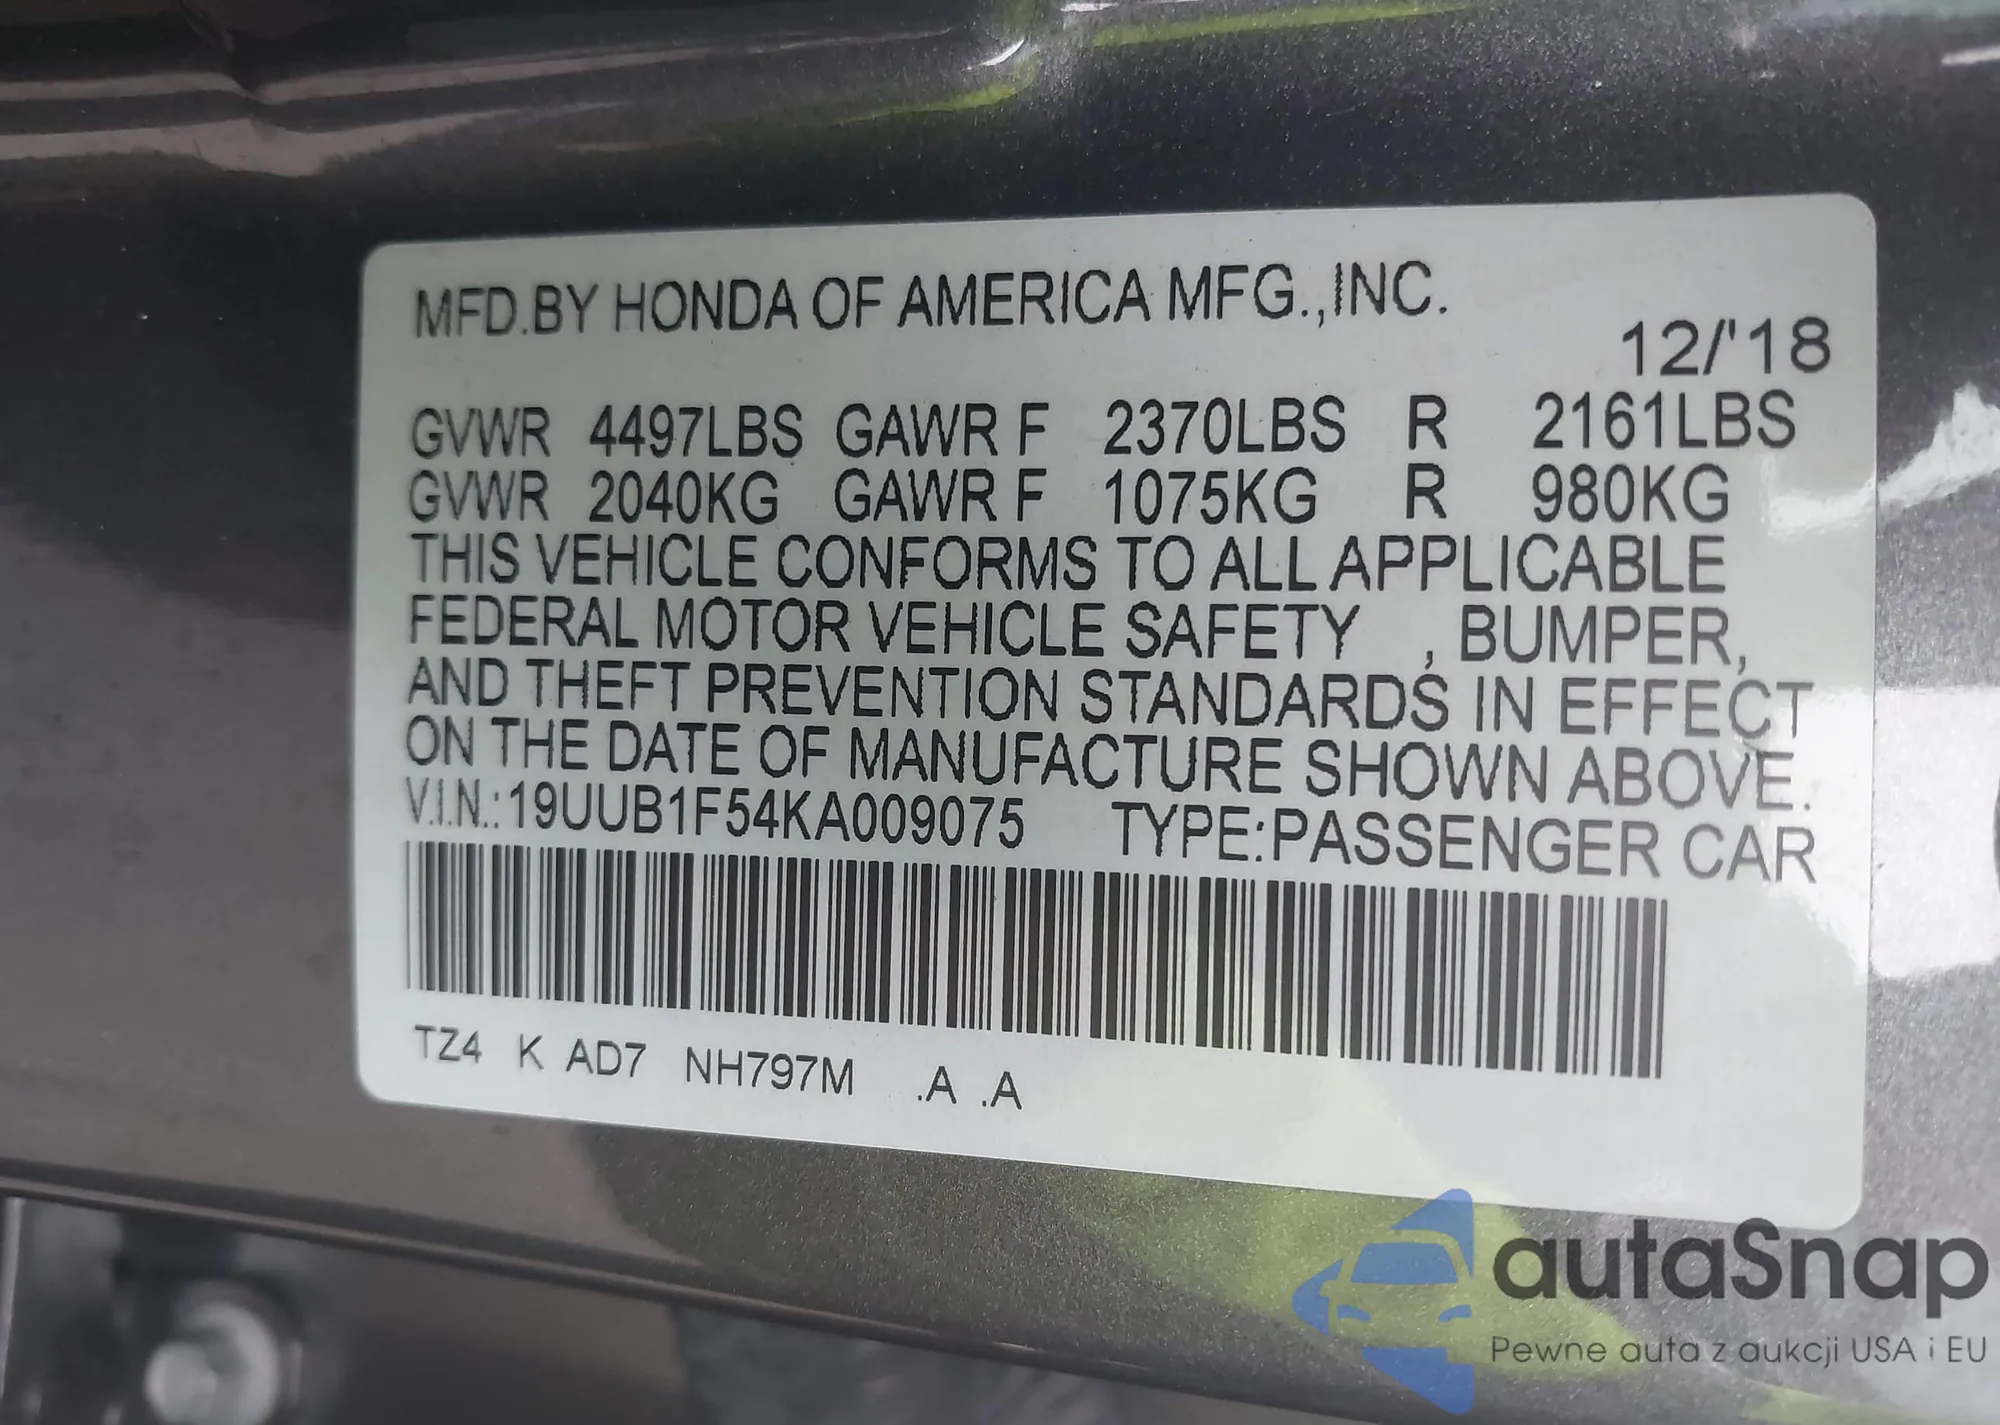 MFD.BY HONDA OF AMERICA MFG.,INC.
12/'18
GVWR 4497LBS GAWR F 2370LBS R 2161LBS
GVWR 2040KG GAWR F 1075KG R 980KG
THIS VEHICLE CONFORMS TO ALL APPLICABLE
FEDERAL MOTOR VEHICLE SAFETY , BUMPER,
AND THEFT PREVENTION STANDARDS IN EFFECT
ON THE DATE OF MANUFACTURE SHOWN ABOVE.
V.I.N.:19UUB1F54KA009075 TYPE:PASSENGER CAR
TZ4 K AD7 NH797M .A .A
autaSnap
Pewne auta z aukcji USA i EU